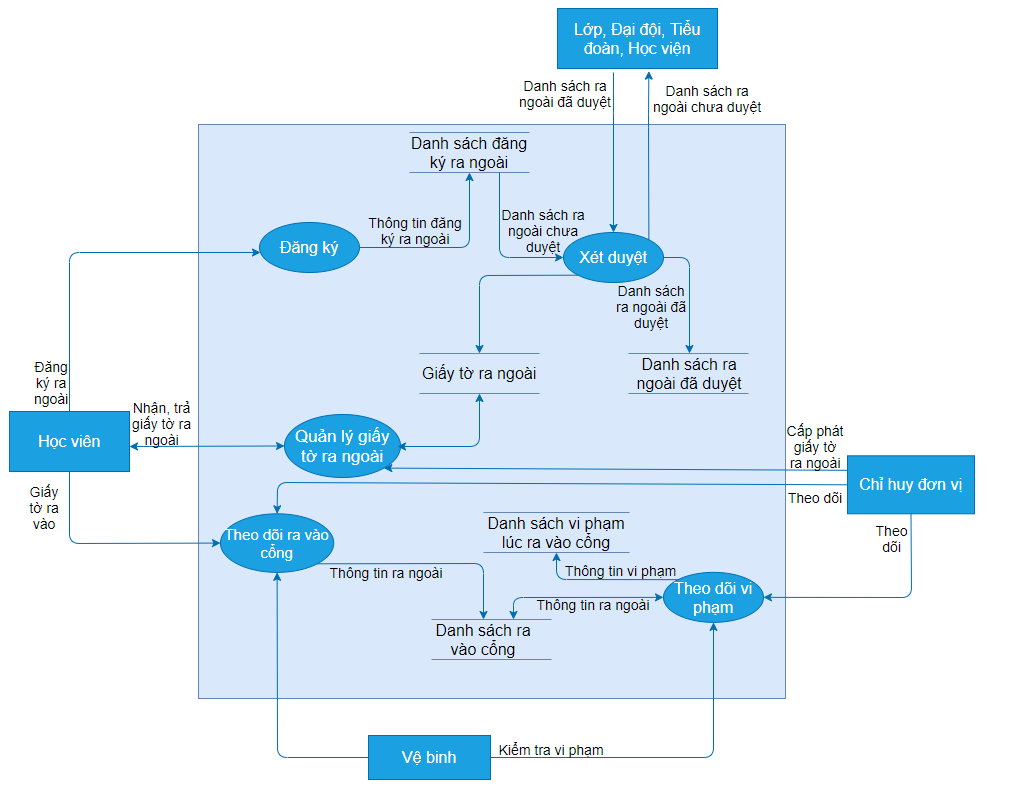 Lớp, Đại đội, Tiểu
đoàn, Học viện
Danh sách ra
ngoài đã duyệt
Danh sách ra
ngoài chưa duyệt
Danh sách đăng
ký ra ngoài
Thông tin đăng
ký ra ngoài
Danh sách ra
ngoài chưa
duyệt
Đăng ký
Xét duyệt
Danh sách
ra ngoài đã
duyệt
Giấy tờ ra ngoài
Danh sách ra
ngoài đã duyệt
Đăng
ký ra
ngoài
Nhận, trả
giấy tờ ra
ngoài
Học viên
Quản lý giấy
tờ ra ngoài
Cấp phát
giấy tờ
ra ngoài
Chỉ huy đơn vị
Theo dõi
Giấy
tờ ra
vào
Theo dõi ra vào
cổng
Danh sách vi phạm
lúc ra vào cổng
Theo
dõi
Thông tin ra ngoài
Thông tin vi phạm
Theo dõi vi
phạm
Thông tin ra ngoài
Danh sách ra
vào cổng
Vệ binh
Kiểm tra vi phạm